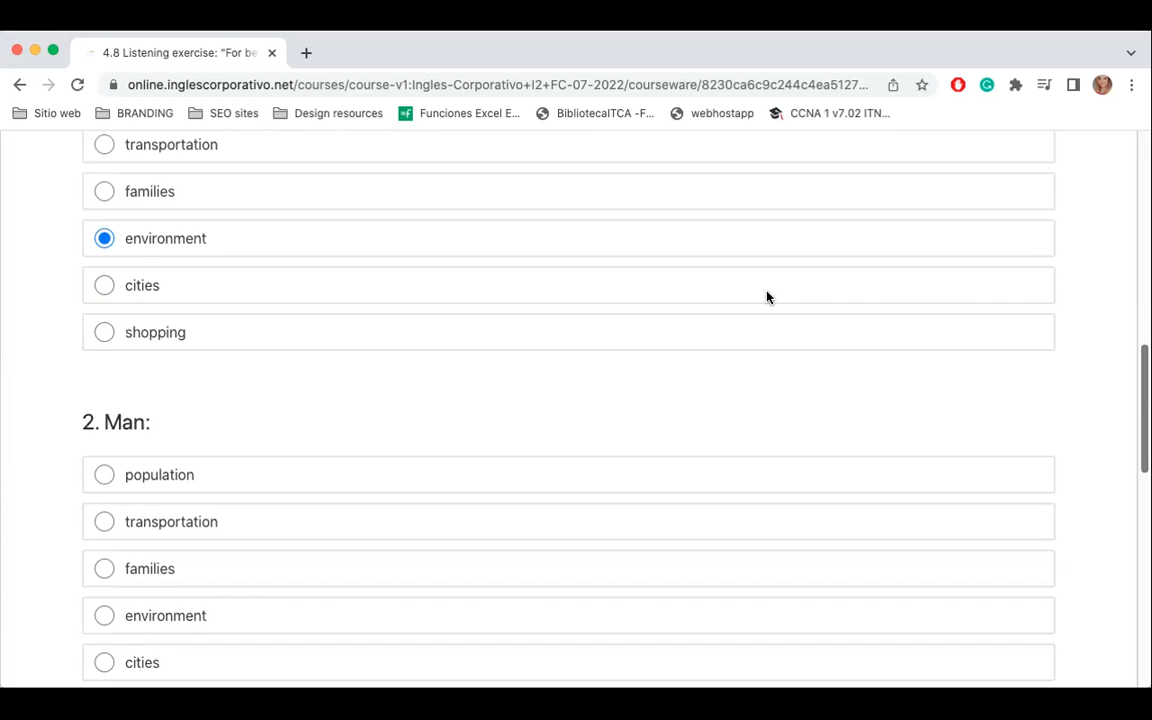 4.8 Listening exercise: "For be
online.inglescorporativo.net/courses/course-v1:Ingles-Corporativo+I2+FC-07-2022/courseware/8230ca6c9c244c4ea5127...
Sitio web BRANDING SEO sites Design resources Funciones Excel E... BibliotecaITCA -F... webhostapp CCNA 1 v7.02 ITN...
transportation
families
environment
cities
shopping
2. Man:
population
transportation
families
environment
cities